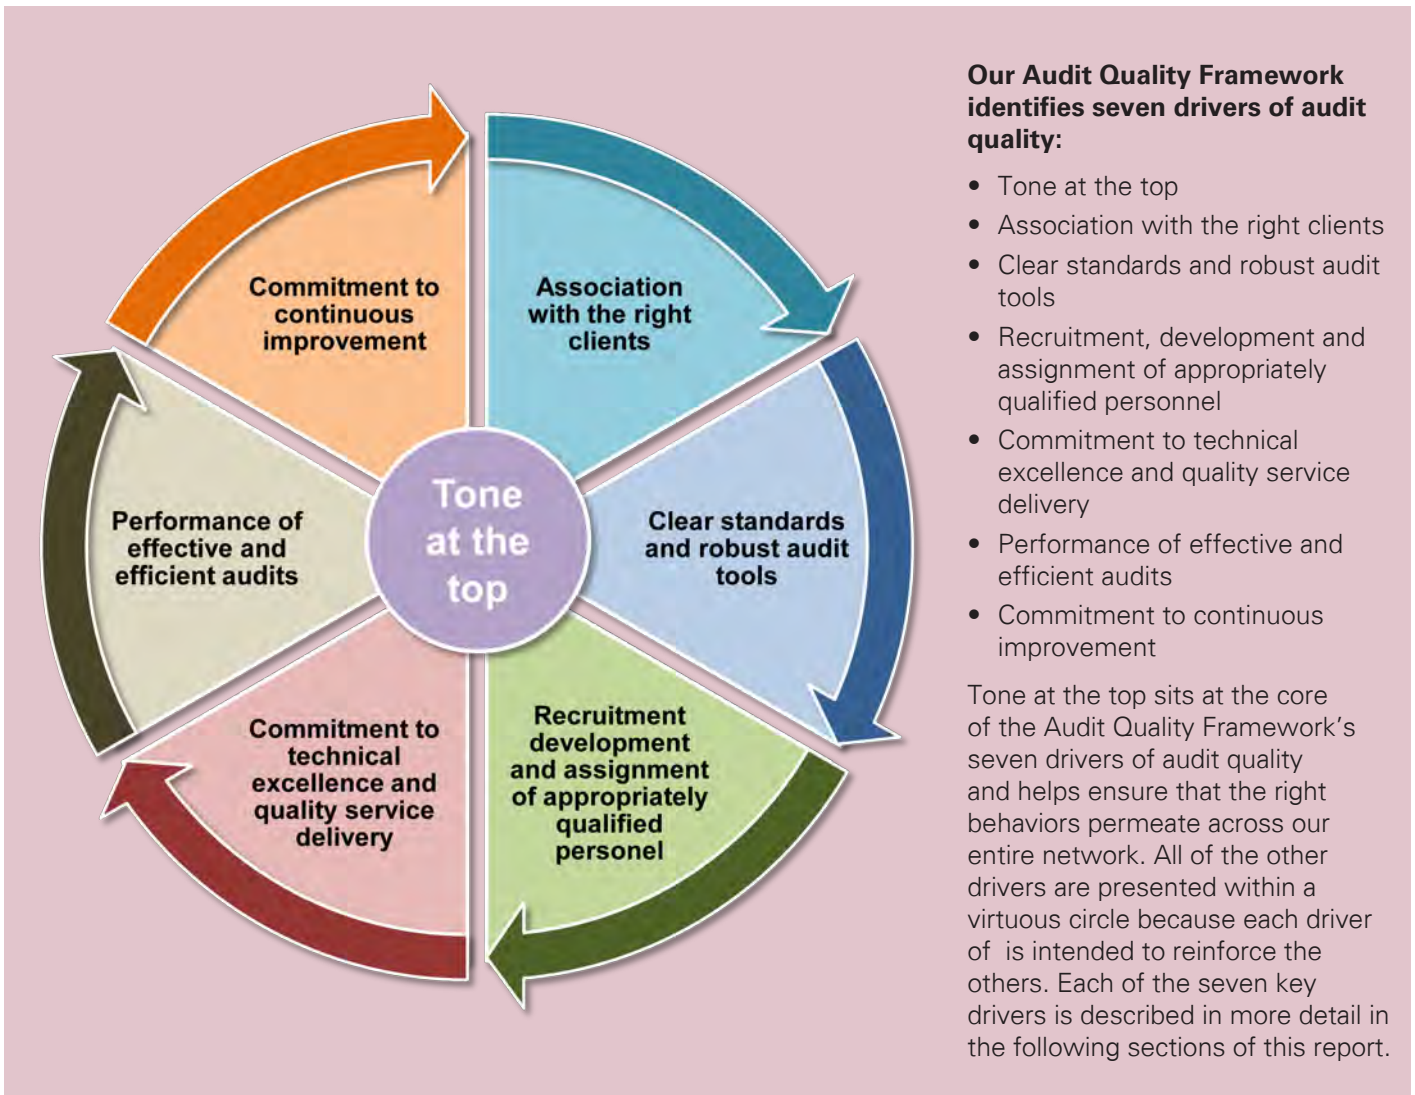 Commitment to
continuous
improvement
Association
with the right
clients
Clear standards
and robust audit
tools
Recruitment
development
and assignment
of appropriately
qualified
personel
Commitment to
technical
excellence and
quality service
delivery
Performance of
effective and
efficient audits
Tone
at the
top
Our Audit Quality Framework
identifies seven drivers of audit
quality:
• Tone at the top
• Association with the right clients
• Clear standards and robust audit
tools
• Recruitment, development and
assignment of appropriately
qualified personnel
• Commitment to technical
excellence and quality service
delivery
• Performance of effective and
efficient audits
• Commitment to continuous
improvement
Tone at the top sits at the core
of the Audit Quality Framework’s
seven drivers of audit quality
and helps ensure that the right
behaviors permeate across our
entire network. All of the other
drivers are presented within a
virtuous circle because each driver
of  is intended to reinforce the
others. Each of the seven key
drivers is described in more detail in
the following sections of this report.